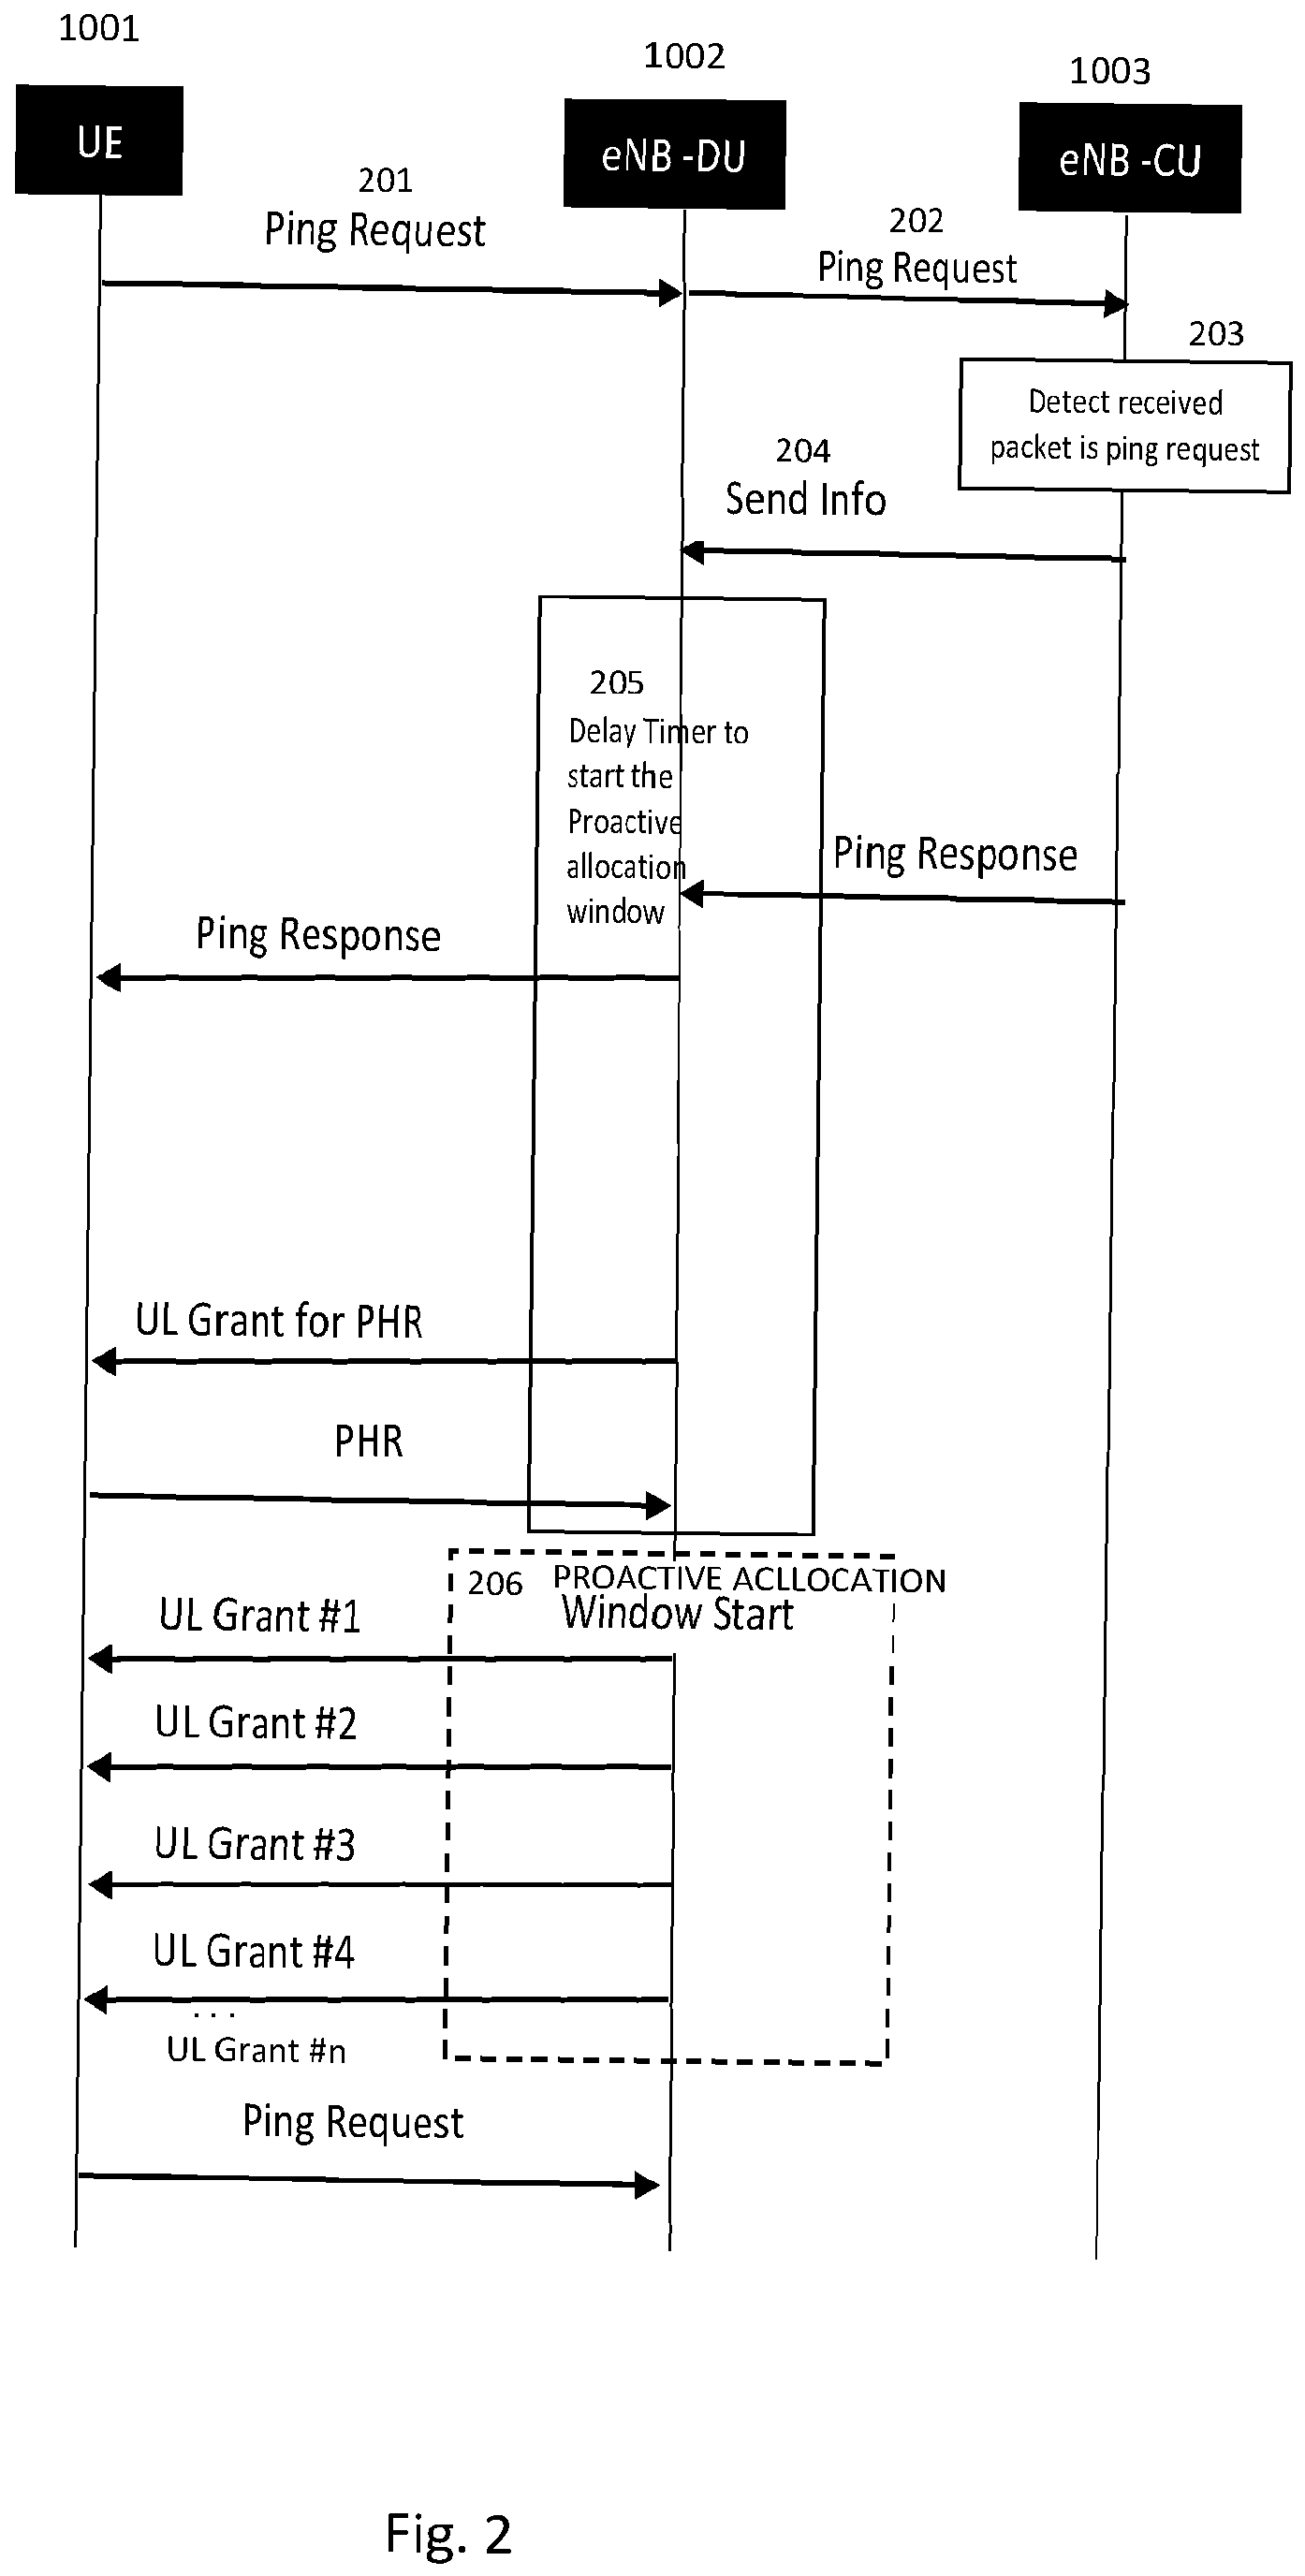 1001
1002
1003
UE
eNB -DU
eNB -CU
201
Ping Request
202
Ping Request
203
Detect received
packet is ping request
204
Send Info
205
Delay Timer to
start the
Proactive
allocation
window
Ping Response
Ping Response
UL Grant for PHR
PHR
206 PROACTIVE ACLLOCATION
Window Start
UL Grant #1
UL Grant #2
UL Grant #3
UL Grant #4
. . .
UL Grant #n
Ping Request
Fig. 2